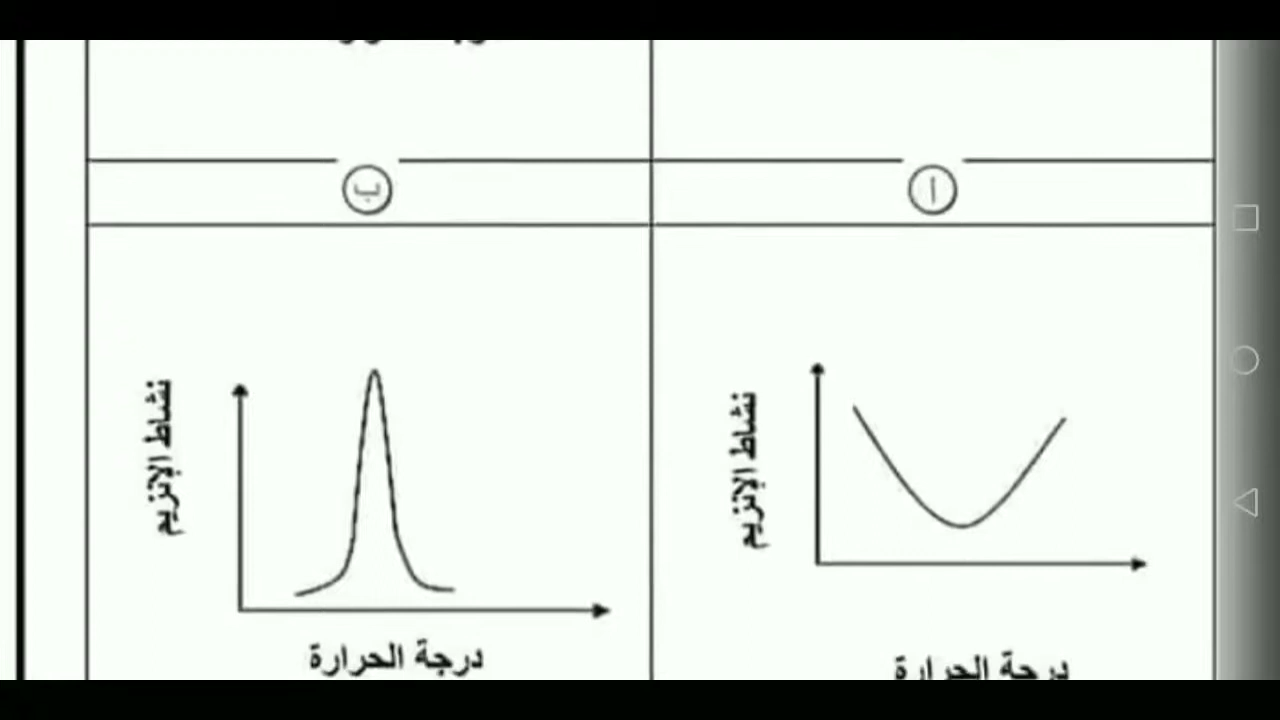 أ
ب
نشاط الإنزيم
درجة الحرارة
نشاط الإنزيم
درجة الحرارة